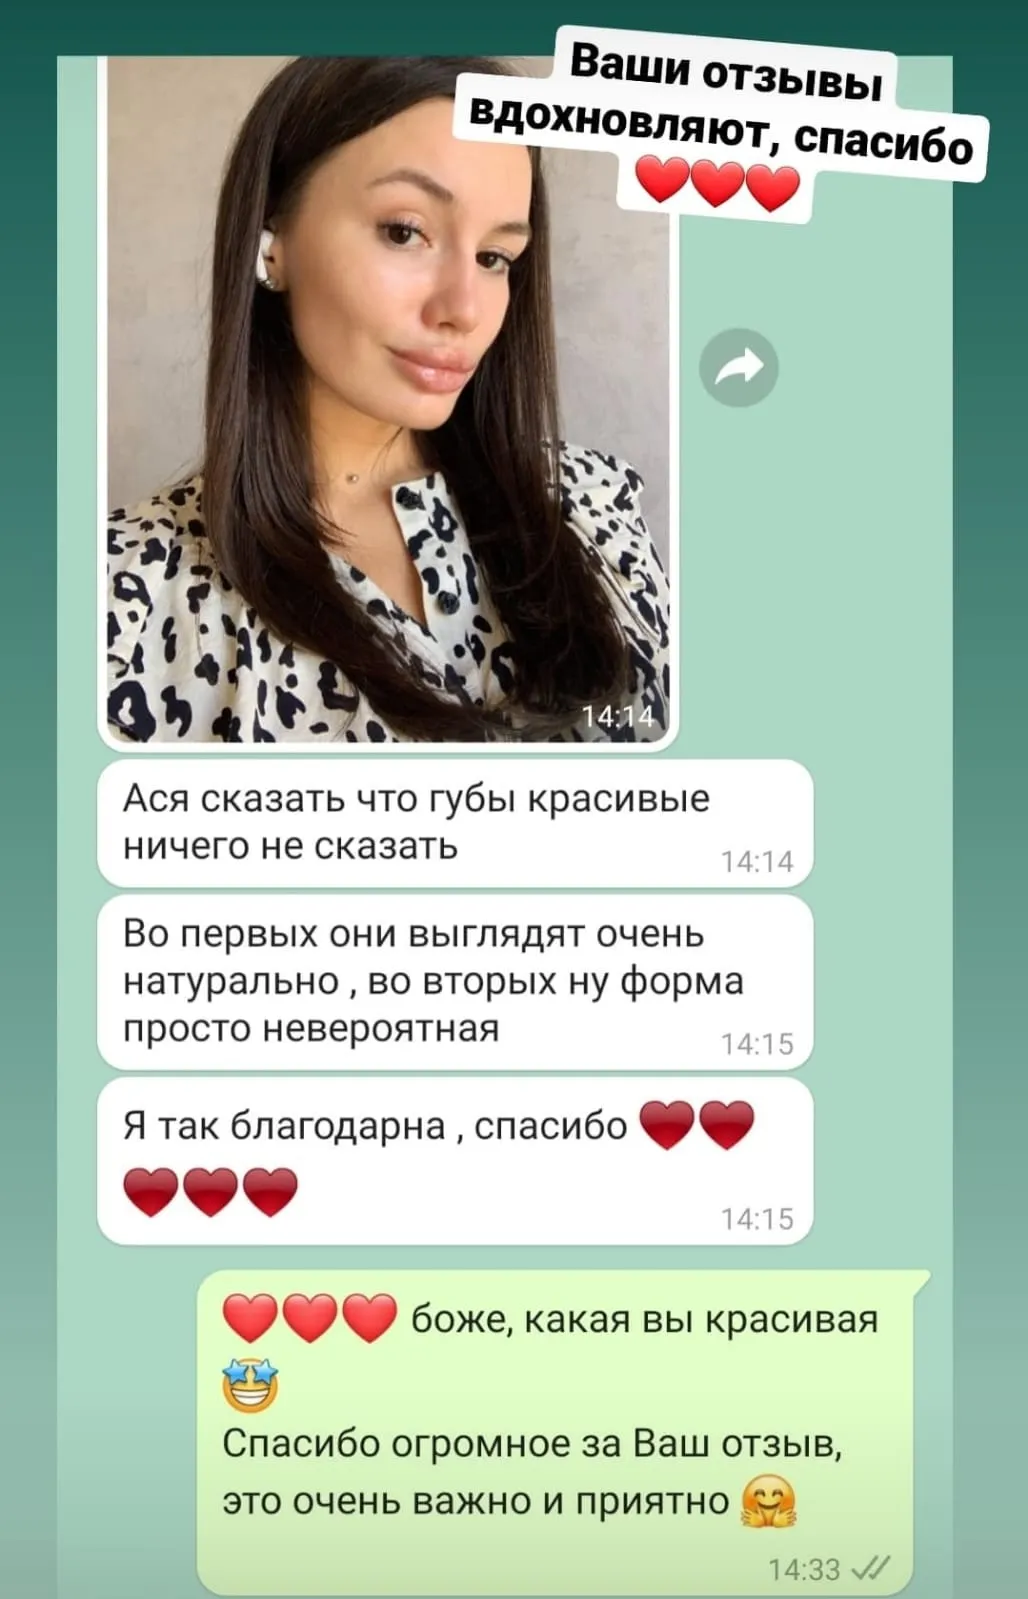 Ваши отзывы
вдохновляют, спасибо
❤️❤️❤️
14:14
Ася сказать что губы красивые
ничего не сказать
14:14
Во первых они выглядят очень
натурально , во вторых ну форма
просто невероятная
14:15
Я так благодарна , спасибо ❤️❤️
❤️❤️❤️
14:15
❤️❤️❤️ боже, какая вы красивая
🤩
Спасибо огромное за Ваш отзыв,
это очень важно и приятно 🤗
14:33